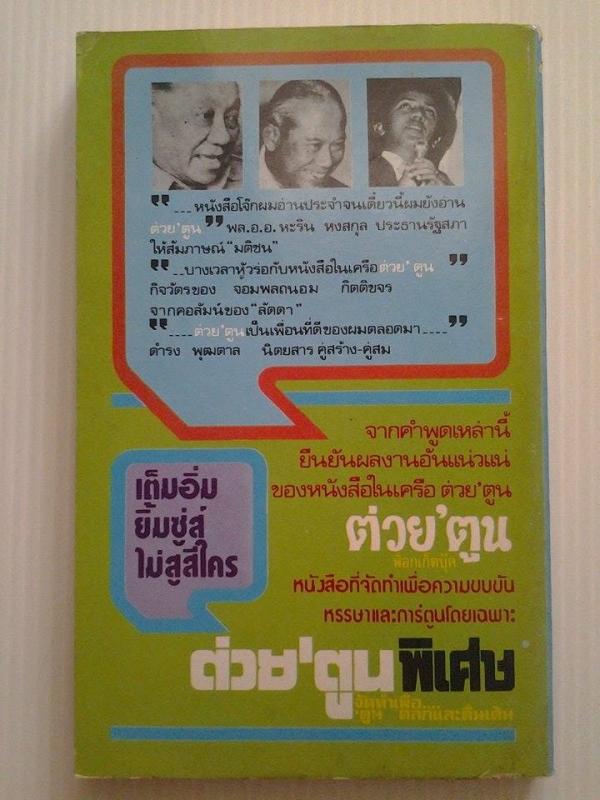 "....หนังสือโจ๊กผมอ่านประจำจนเดี๋ยวนี้ผมยังอ่าน
ต่วย'ตูน" พล.อ.อ.หะริน หงสกุล ประธานรัฐสภา
ให้สัมภาษณ์ "มติชน"
"..บางเวลาหัวร่อกับหนังสือในเครือต่วย'ตูน"
กิจวัตรของ จอมพลถนอม กิตติขจร
จากคอลัมน์ของ "ลัดดา"
"....ต่วย'ตูนเป็นเพื่อนที่ดีของผมตลอดมา...."
ดำรง พุฒตาล นิตยสาร คู่สร้าง-คู่สม
จากคำพูดเหล่านี้
ยืนยันผลงานอันแน่วแน่
ของหนังสือในเครือ ต่วย'ตูน
เต็มอิ่ม
ยิ้มซู่ส์
ไม่สูสีใคร
ต่วย'ตูน
พ็อกเก็ตบุ๊ค
หนังสือที่จัดทำเพื่อความขบขัน
หรรษาและการ์ตูนโดยเฉพาะ
ต่วย'ตูนพิเศษ
จัดทำเพื่อ...